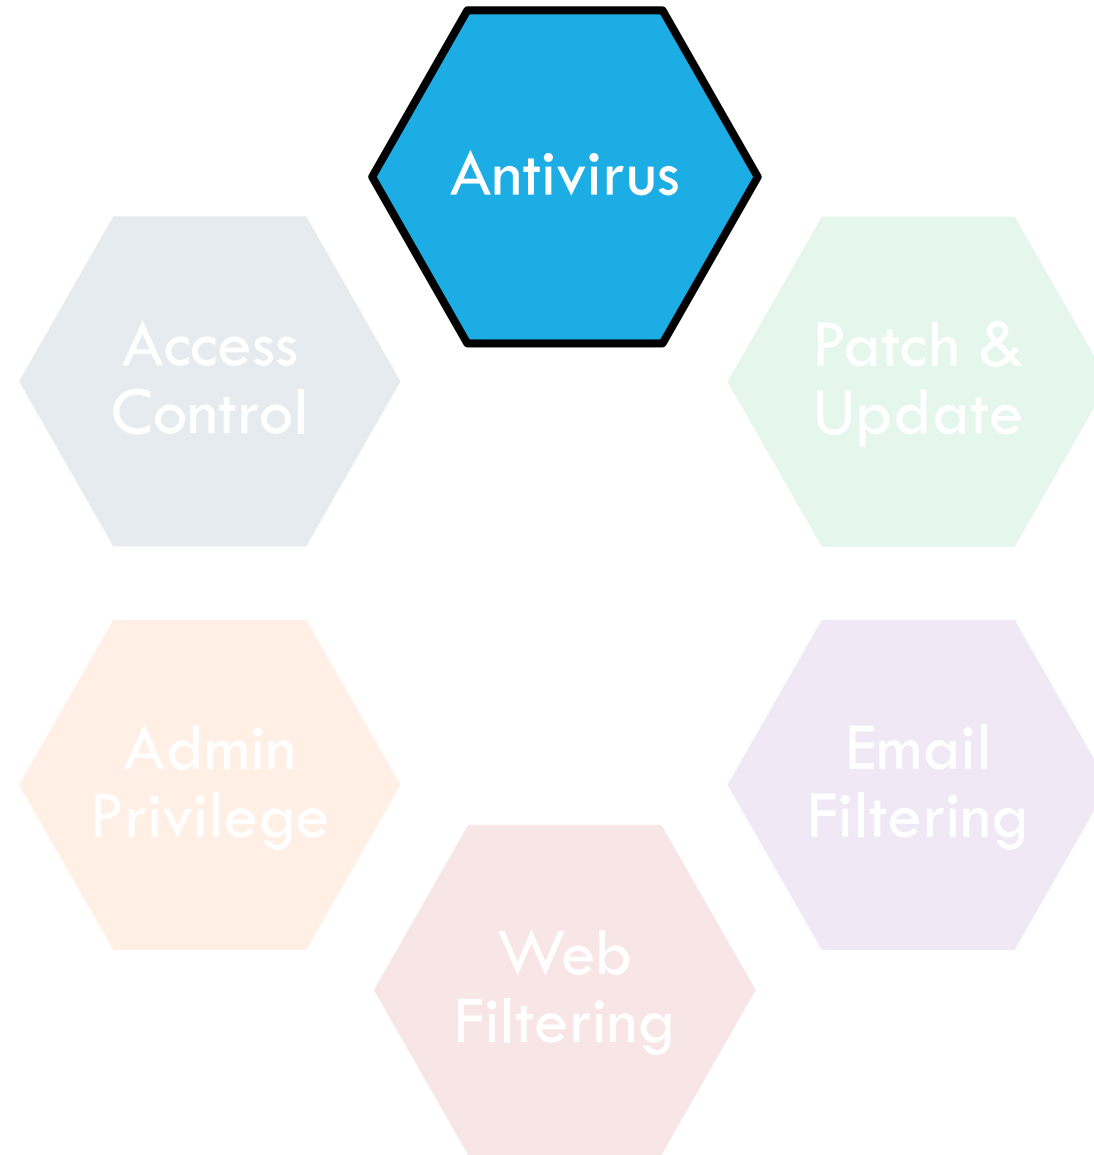 Antivirus
Access
Control
Patch &
Update
Admin
Privilege
Email
Filtering
Web
Filtering